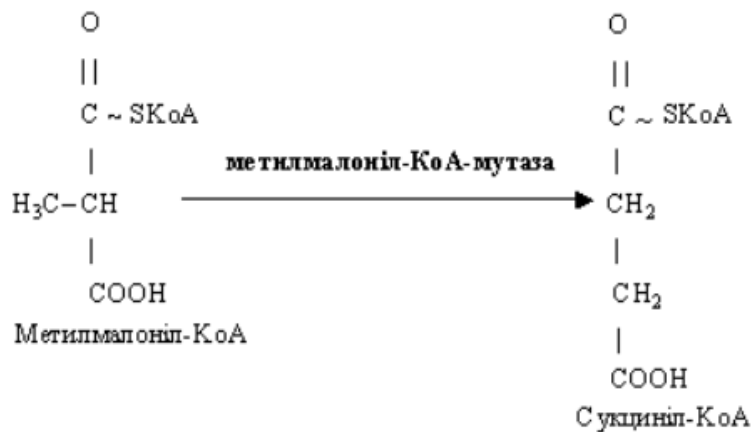 O O
|| ||
C ~ SKoA C ~ SKoA
| |
метилмалоніл-КоА-мутаза
H₃C–CH CH₂
| |
COOH CH₂
Метилмалоніл-КоА
|
COOH
Сукциніл-КоА